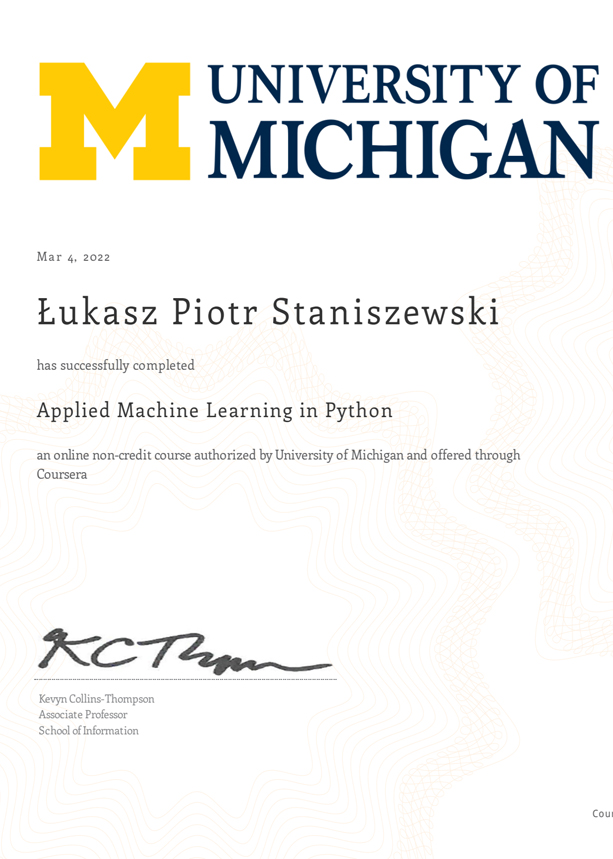 UNIVERSITY OF
MICHIGAN
Mar 4, 2022
Łukasz Piotr Staniszewski
has successfully completed
Applied Machine Learning in Python
an online non-credit course authorized by University of Michigan and offered through
Coursera
Kevyn Collins-Thompson
Associate Professor
School of Information